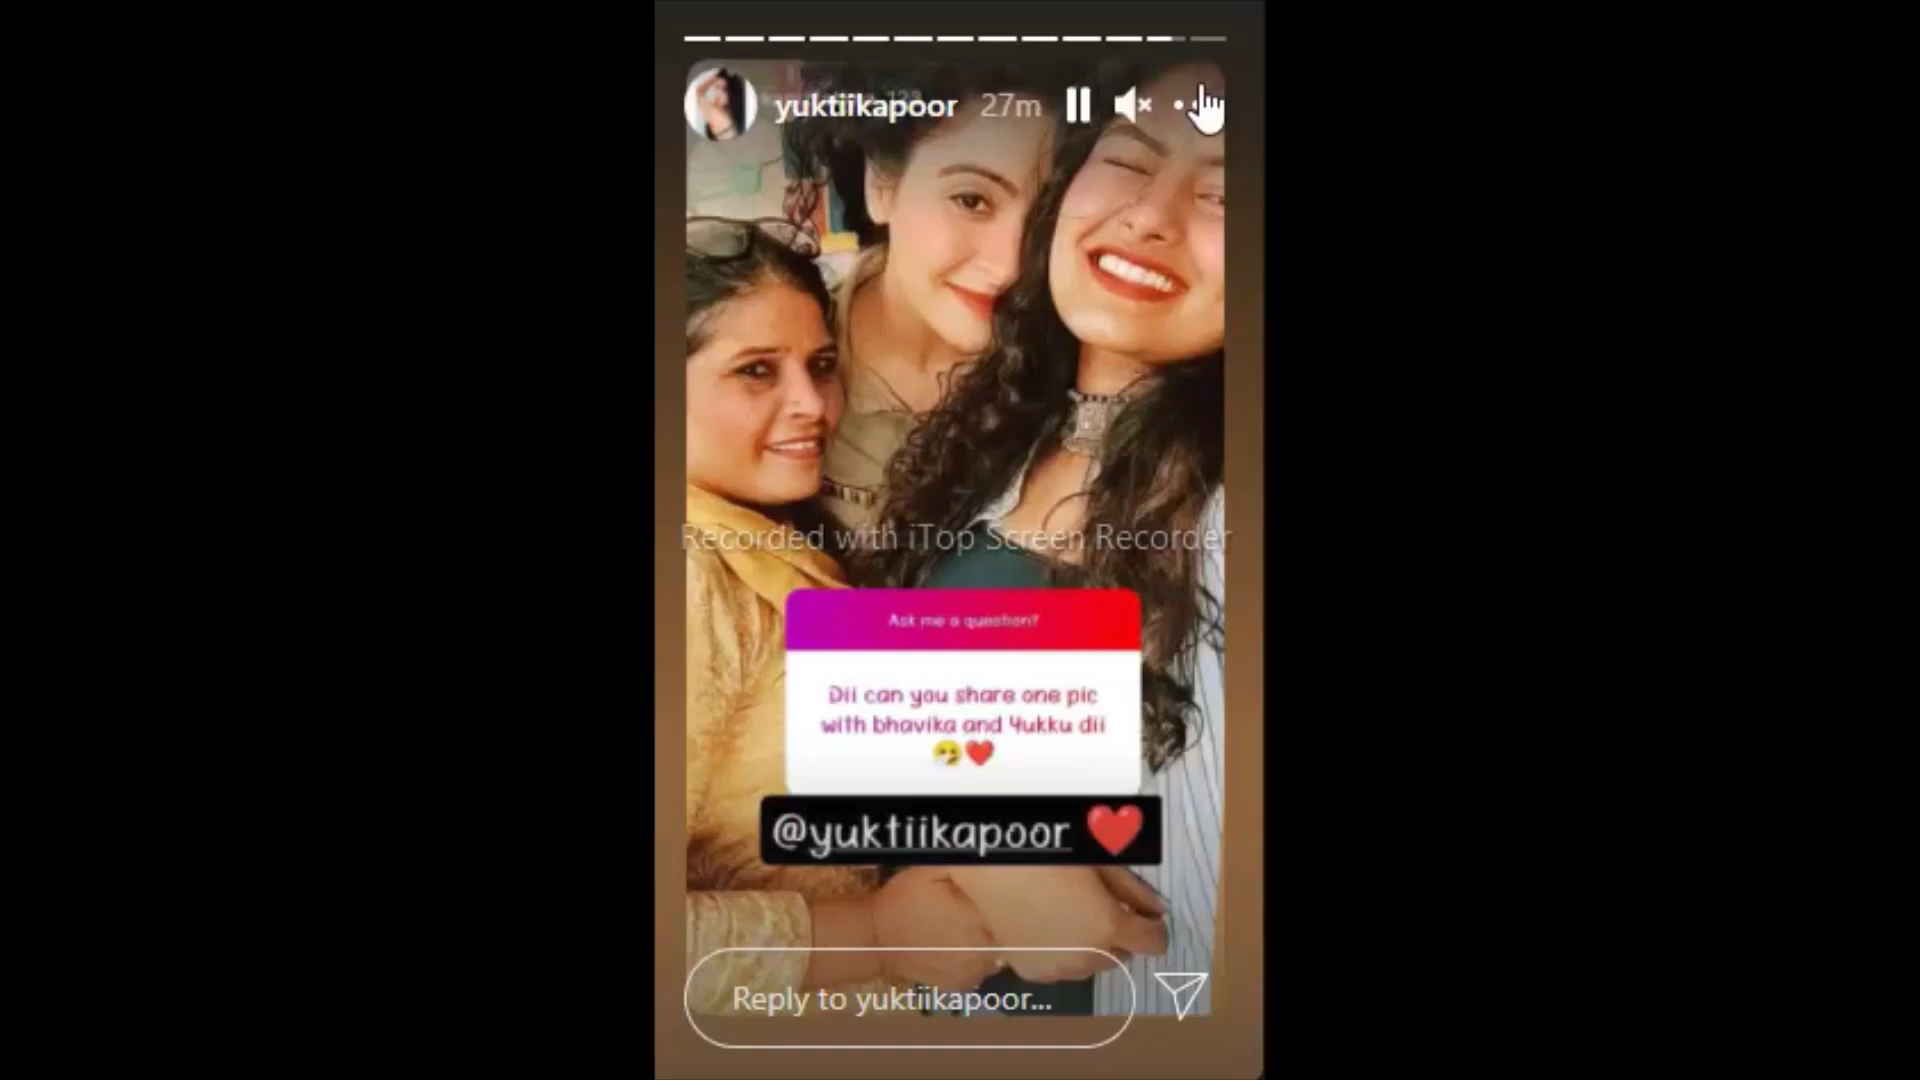 yuktiikapoor 27m
Recorded with iTop Screen Recorder
Ask me a question?
Dii can you share one pic
with bhavika and Yukku dii
🤧❤️
@yuktiikapoor ❤️
Reply to yuktiikapoor...